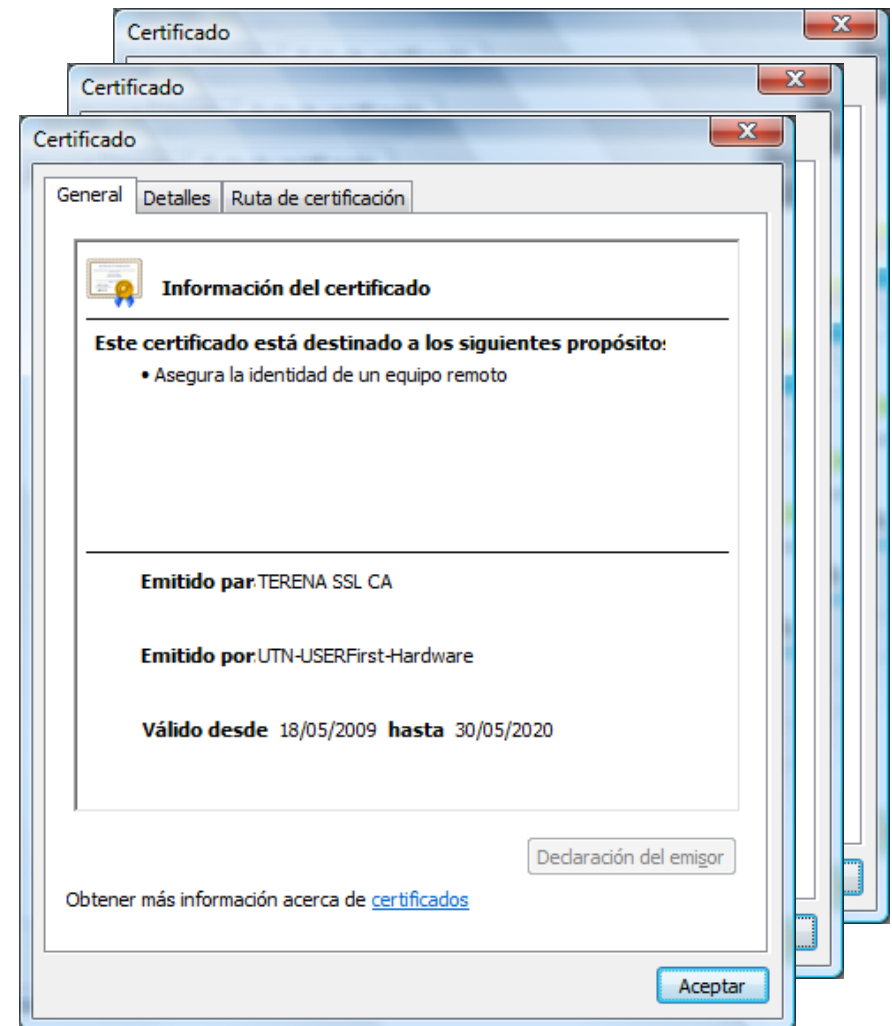 Certificado
Certificado
Certificado
General Detalles Ruta de certificación
Información del certificado
Este certificado está destinado a los siguientes propósito:
• Asegura la identidad de un equipo remoto
Emitido par TERENA SSL CA
Emitido por UTN-USERFirst-Hardware
Válido desde 18/05/2009 hasta 30/05/2020
Declaración del emisor
Obtener más información acerca de certificados
Aceptar